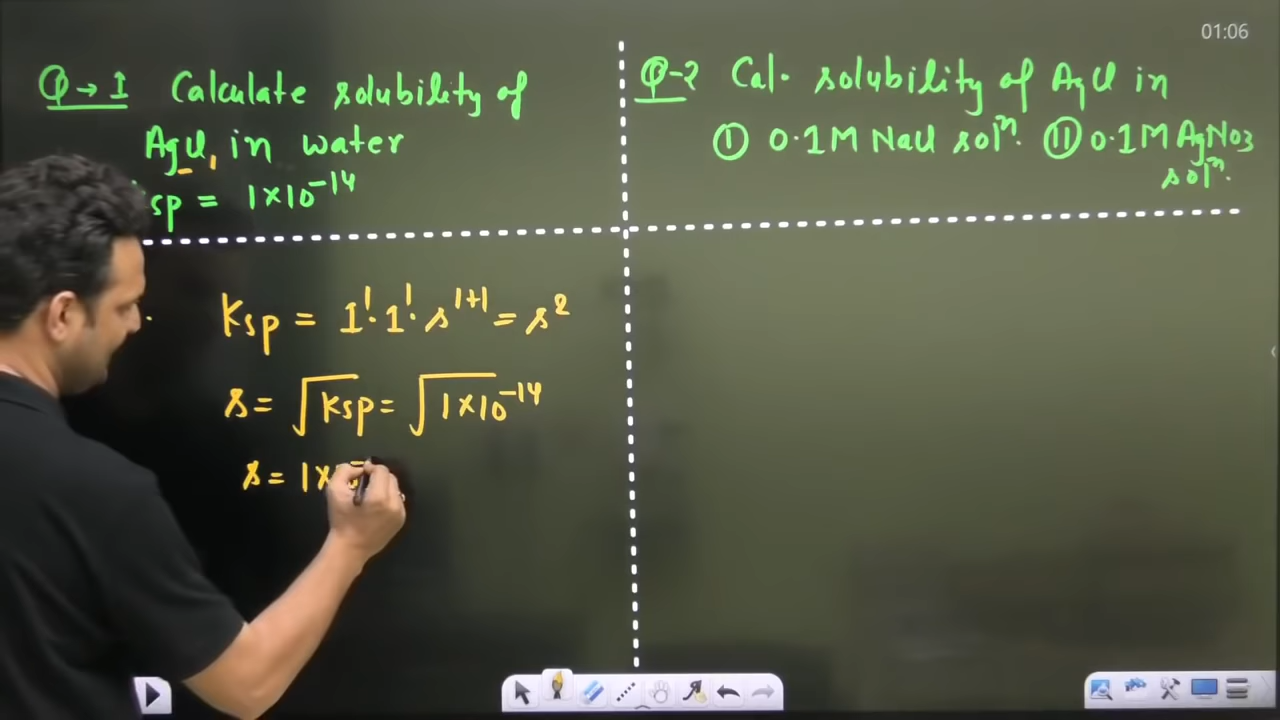 01:06
Q→1 Calculate solubility of
AgCl, in water
sp = 1×10⁻¹⁴
Q-2 Cal. solubility of AgCl in
Ⓘ 0.1M NaCl solⁿ. Ⓘⓘ 0.1M AgNO₃
solⁿ.
Ksp = 1¹·1¹·s¹⁺¹ = s²
s = √Ksp = √1×10⁻¹⁴
s = 1×